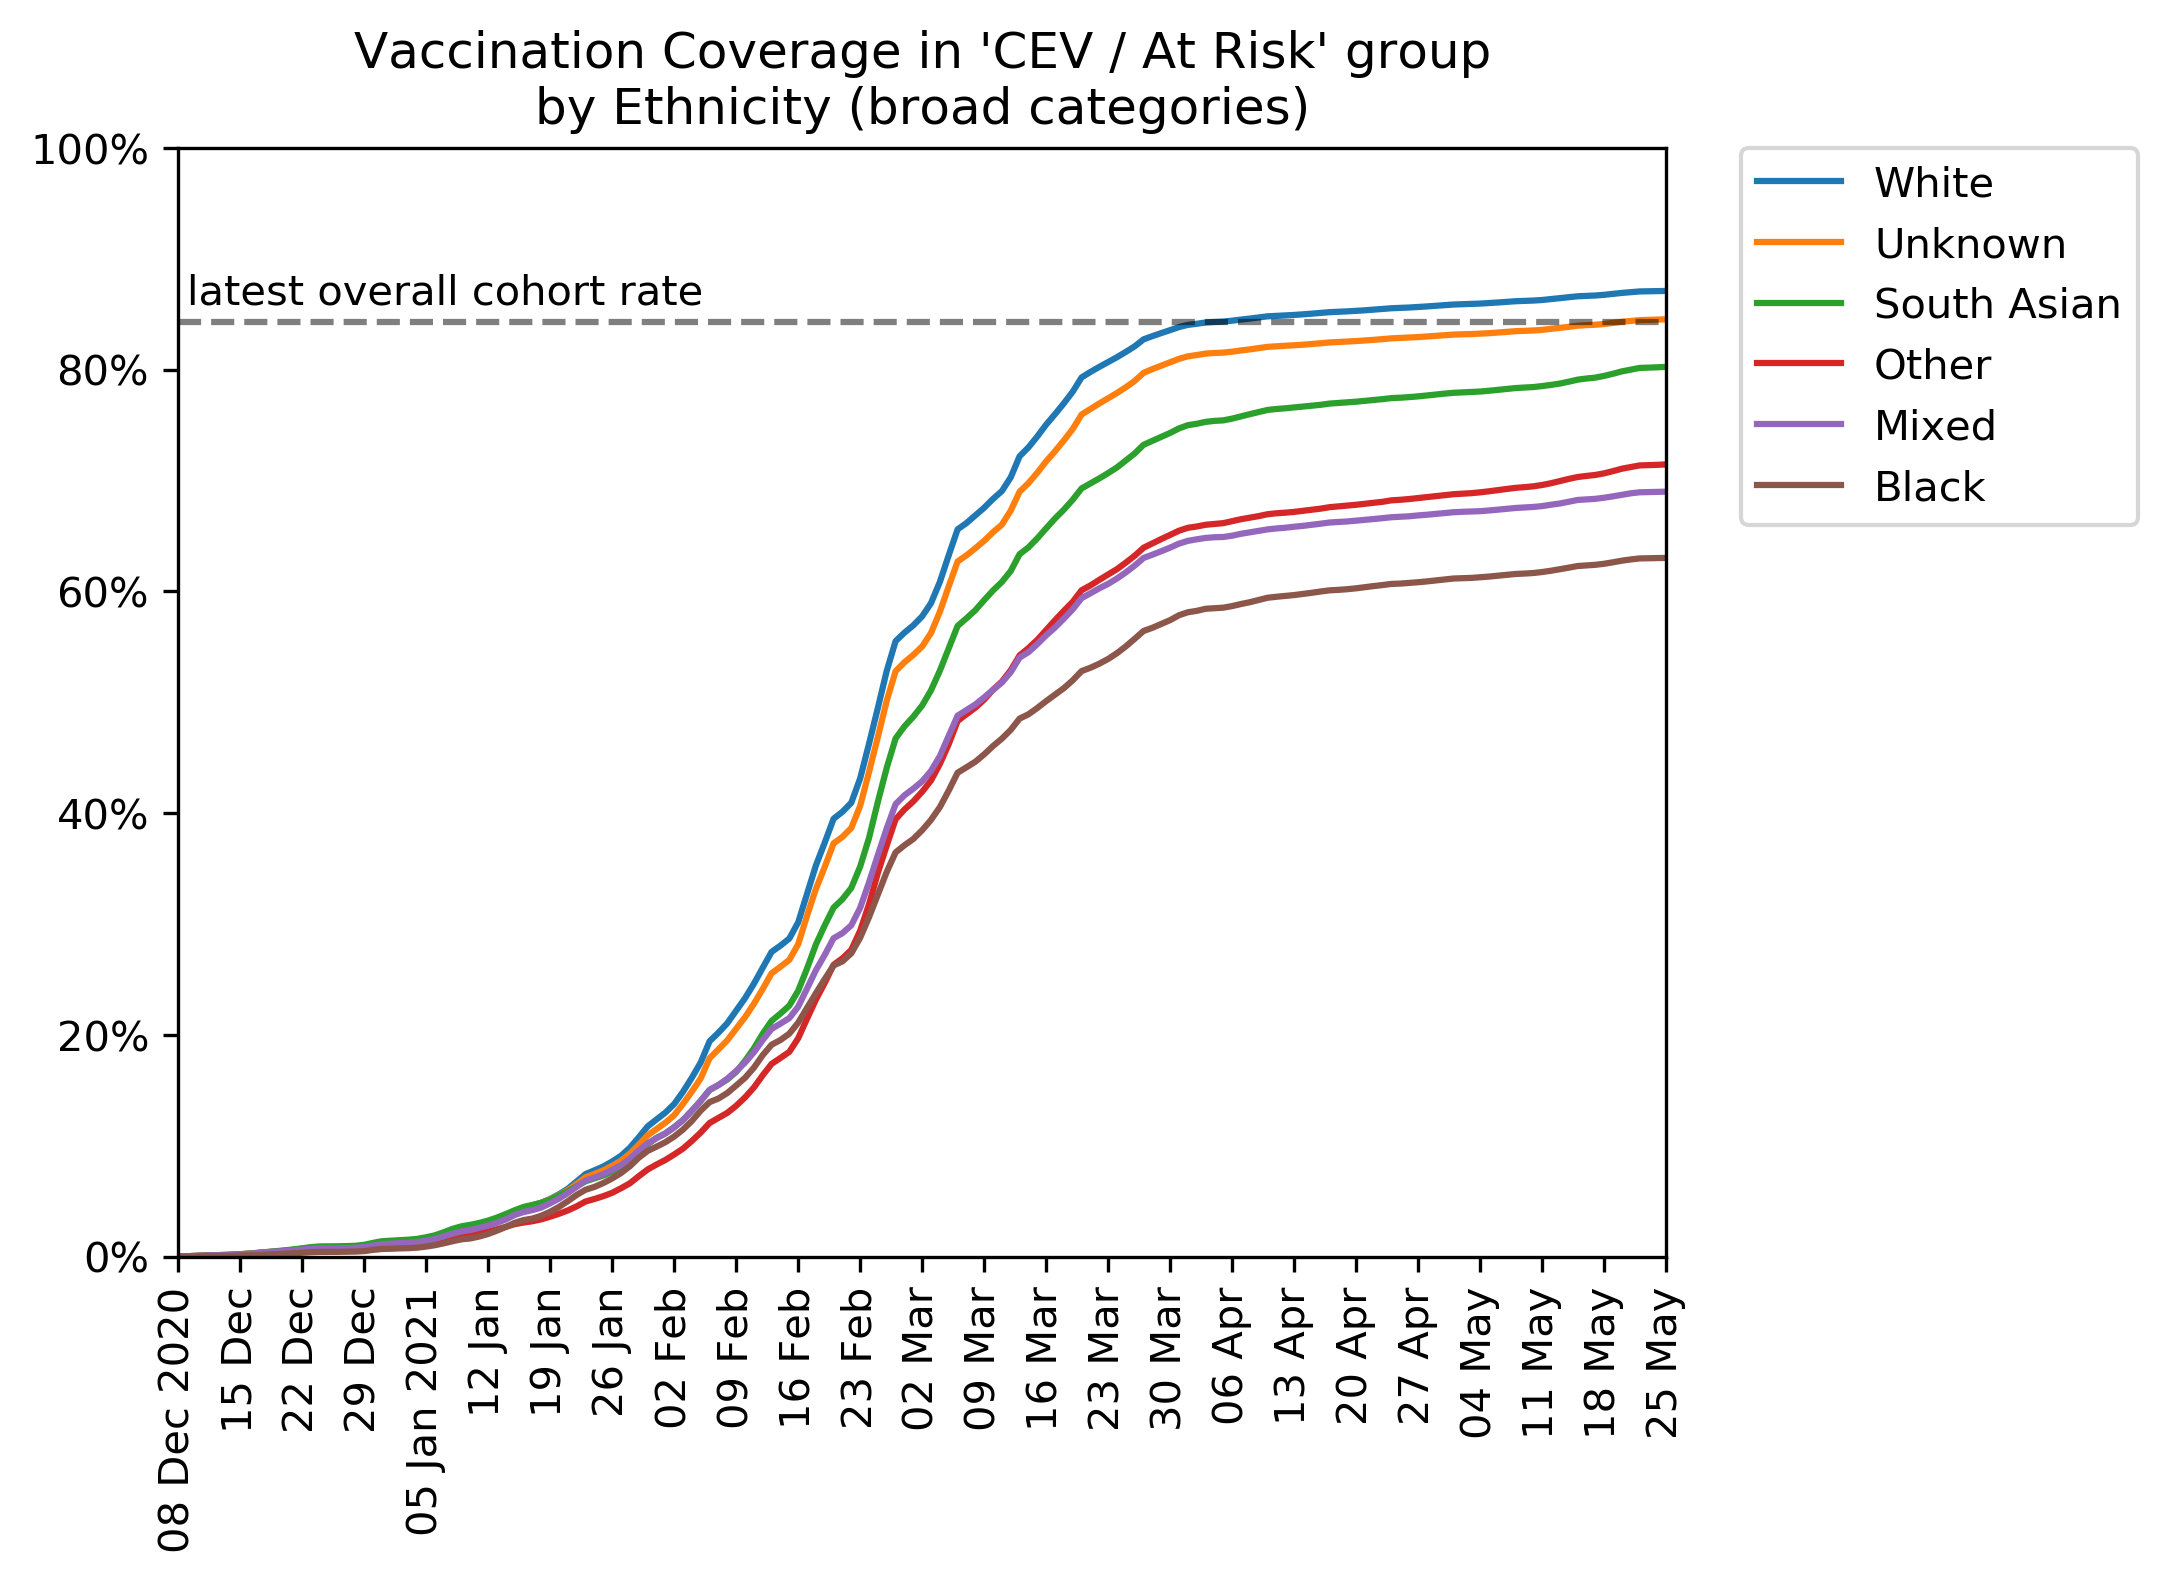 Vaccination Coverage in 'CEV / At Risk' group
by Ethnicity (broad categories)
100%
80%
60%
40%
20%
0%
latest overall cohort rate
08 Dec 2020
15 Dec
22 Dec
29 Dec
05 Jan 2021
12 Jan
19 Jan
26 Jan
02 Feb
09 Feb
16 Feb
23 Feb
02 Mar
09 Mar
16 Mar
23 Mar
30 Mar
06 Apr
13 Apr
20 Apr
27 Apr
04 May
11 May
18 May
25 May
White
Unknown
South Asian
Other
Mixed
Black